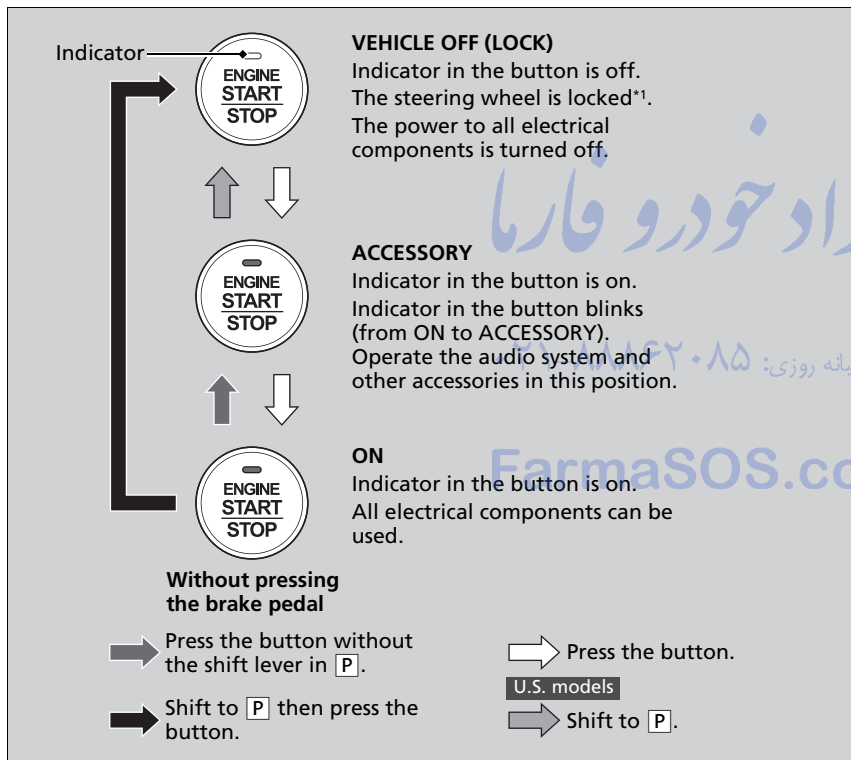 Indicator
ENGINE
START
STOP
VEHICLE OFF (LOCK)
Indicator in the button is off.
The steering wheel is locked*1.
The power to all electrical
components is turned off.
ENGINE
START
STOP
ACCESSORY
Indicator in the button is on.
Indicator in the button blinks
(from ON to ACCESSORY).
Operate the audio system and
other accessories in this position.
ENGINE
START
STOP
ON
Indicator in the button is on.
All electrical components can be
used.
Without pressing
the brake pedal
Press the button without
the shift lever in P.
Shift to P then press the
button.
Press the button.
U.S. models
Shift to P.
خودرو فارما
روزی: ۰۲۱-۸۸۸۶۲۰۸۵
FarmaSOS.co